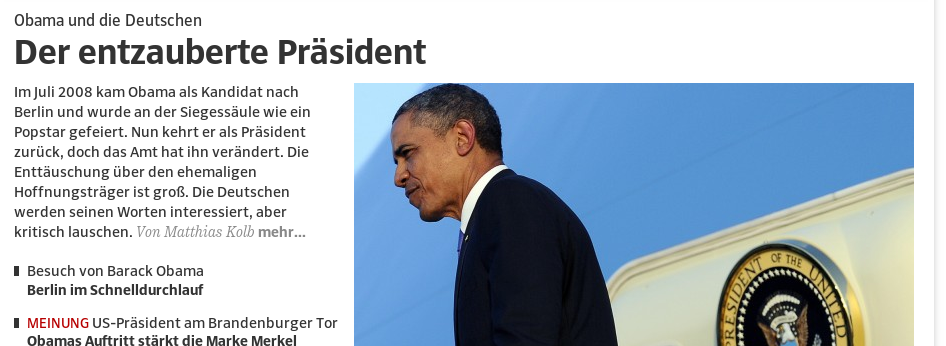 Obama und die Deutschen
Der entzauberte Präsident
Im Juli 2008 kam Obama als Kandidat nach
Berlin und wurde an der Siegessäule wie ein
Popstar gefeiert. Nun kehrt er als Präsident
zurück, doch das Amt hat ihn verändert. Die
Enttäuschung über den ehemaligen
Hoffnungsträger ist groß. Die Deutschen
werden seinen Worten interessiert, aber
kritisch lauschen. Von Matthias Kolb mehr...
Besuch von Barack Obama
Berlin im Schnelldurchlauf
MEINUNG US-Präsident am Brandenburger Tor
Obamas Auftritt stärkt die Marke Merkel
PRESIDENT OF THE UN